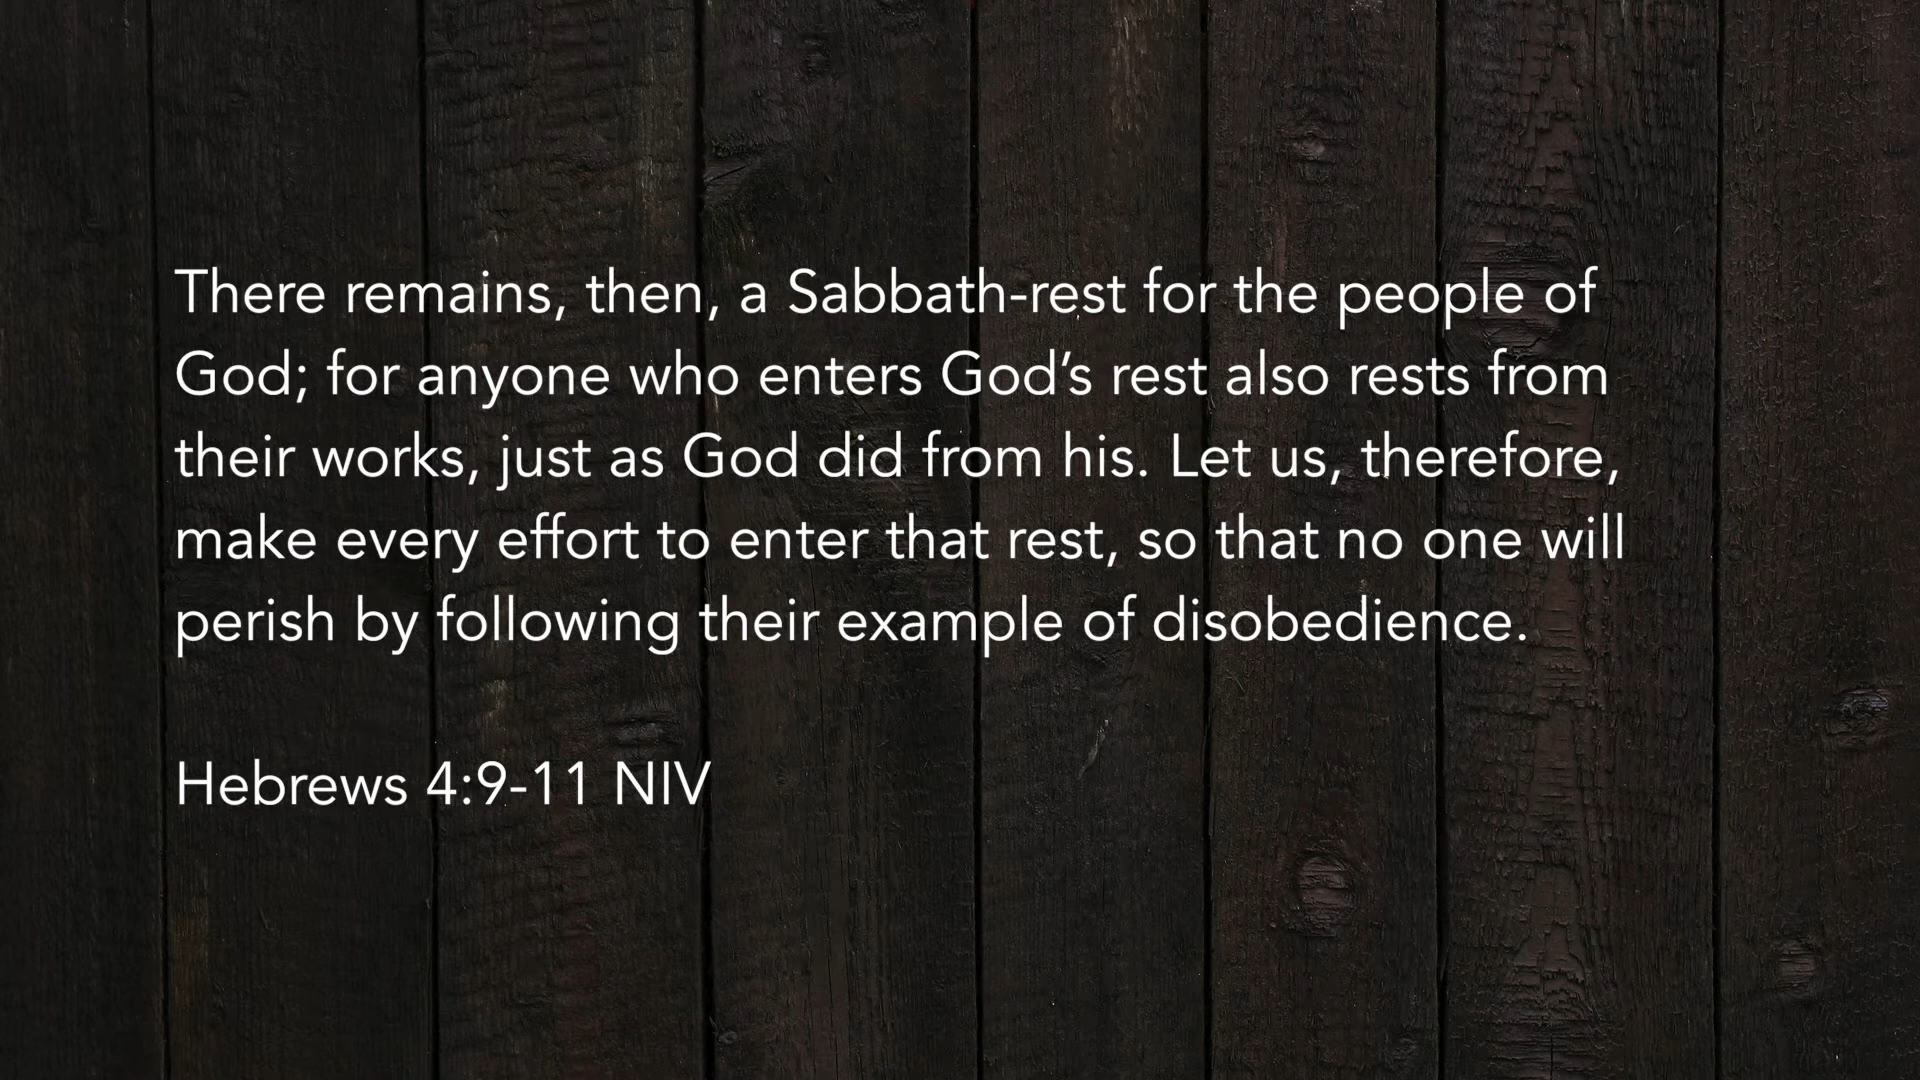 There remains, then, a Sabbath-rest for the people of
God; for anyone who enters God’s rest also rests from
their works, just as God did from his. Let us, therefore,
make every effort to enter that rest, so that no one will
perish by following their example of disobedience.
Hebrews 4:9-11 NIV